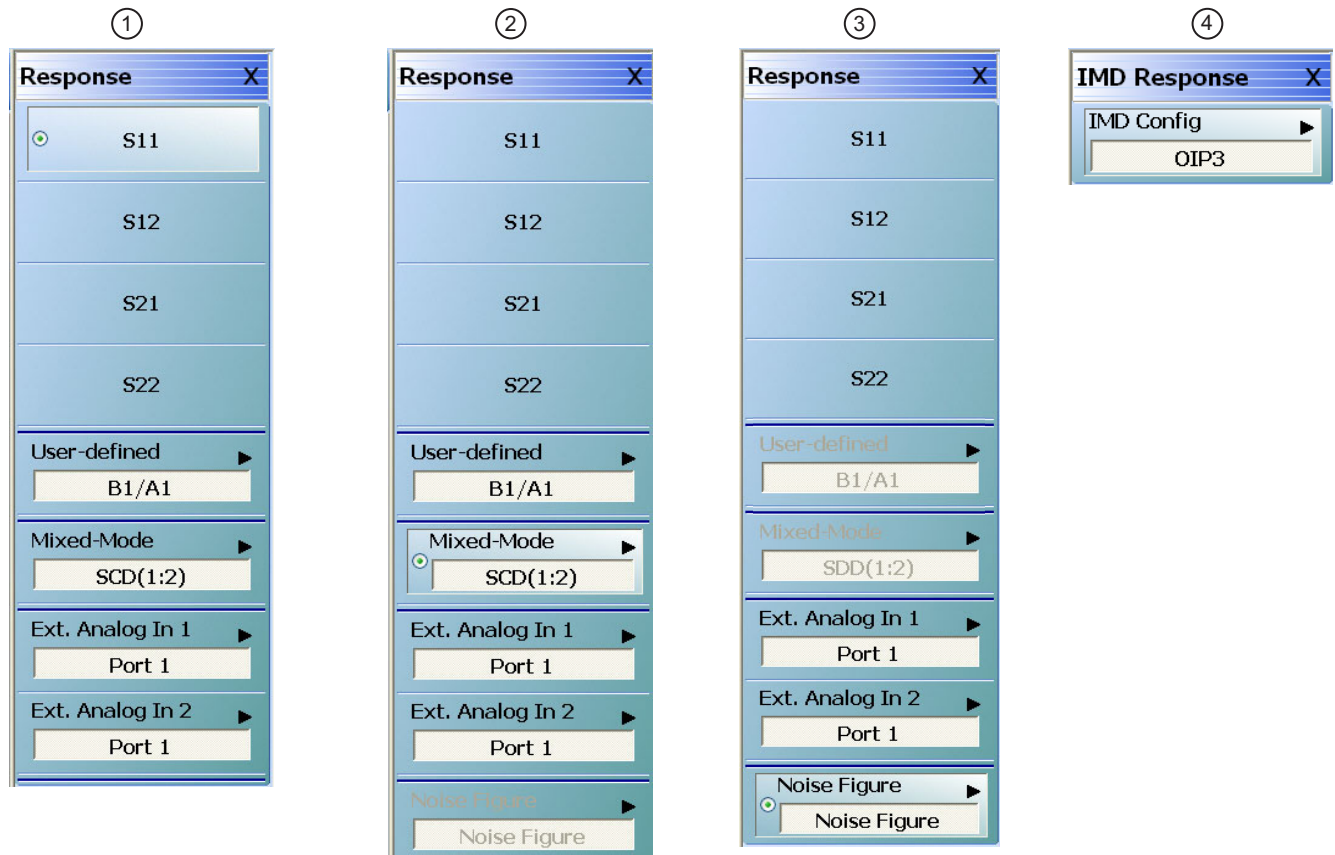 1
Response X
S11
S12
S21
S22
User-defined
B1/A1
Mixed-Mode
SCD(1:2)
Ext. Analog In 1
Port 1
Ext. Analog In 2
Port 1
2
Response X
S11
S12
S21
S22
User-defined
B1/A1
Mixed-Mode
SCD(1:2)
Ext. Analog In 1
Port 1
Ext. Analog In 2
Port 1
Noise Figure
Noise Figure
3
Response X
S11
S12
S21
S22
User-defined
B1/A1
Mixed-Mode
SDD(1:2)
Ext. Analog In 1
Port 1
Ext. Analog In 2
Port 1
Noise Figure
Noise Figure
4
IMD Response X
IMD Config
OIP3